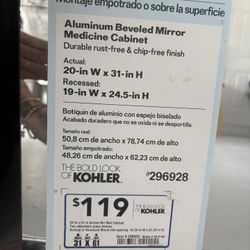 Montaje empotrado o sobre la superficie
Aluminum Beveled Mirror
Medicine Cabinet
Durable rust-free & chip-free finish
Actual:
20-in W x 31-in H
Recessed:
19-in W x 24.5-in H
Botiquín de aluminio con espejo biselado
Acabado duradero que no se oxida ni se desportilla
Tamaño real:
50,8 cm de ancho x 78,74 cm de alto
Tamaño empotrado:
48,26 cm de ancho x 62,23 cm de alto
THE BOLD LOOK
OF KOHLER®
#296928
$119
THE BOLD LOOK
OF KOHLER.
31 X 61